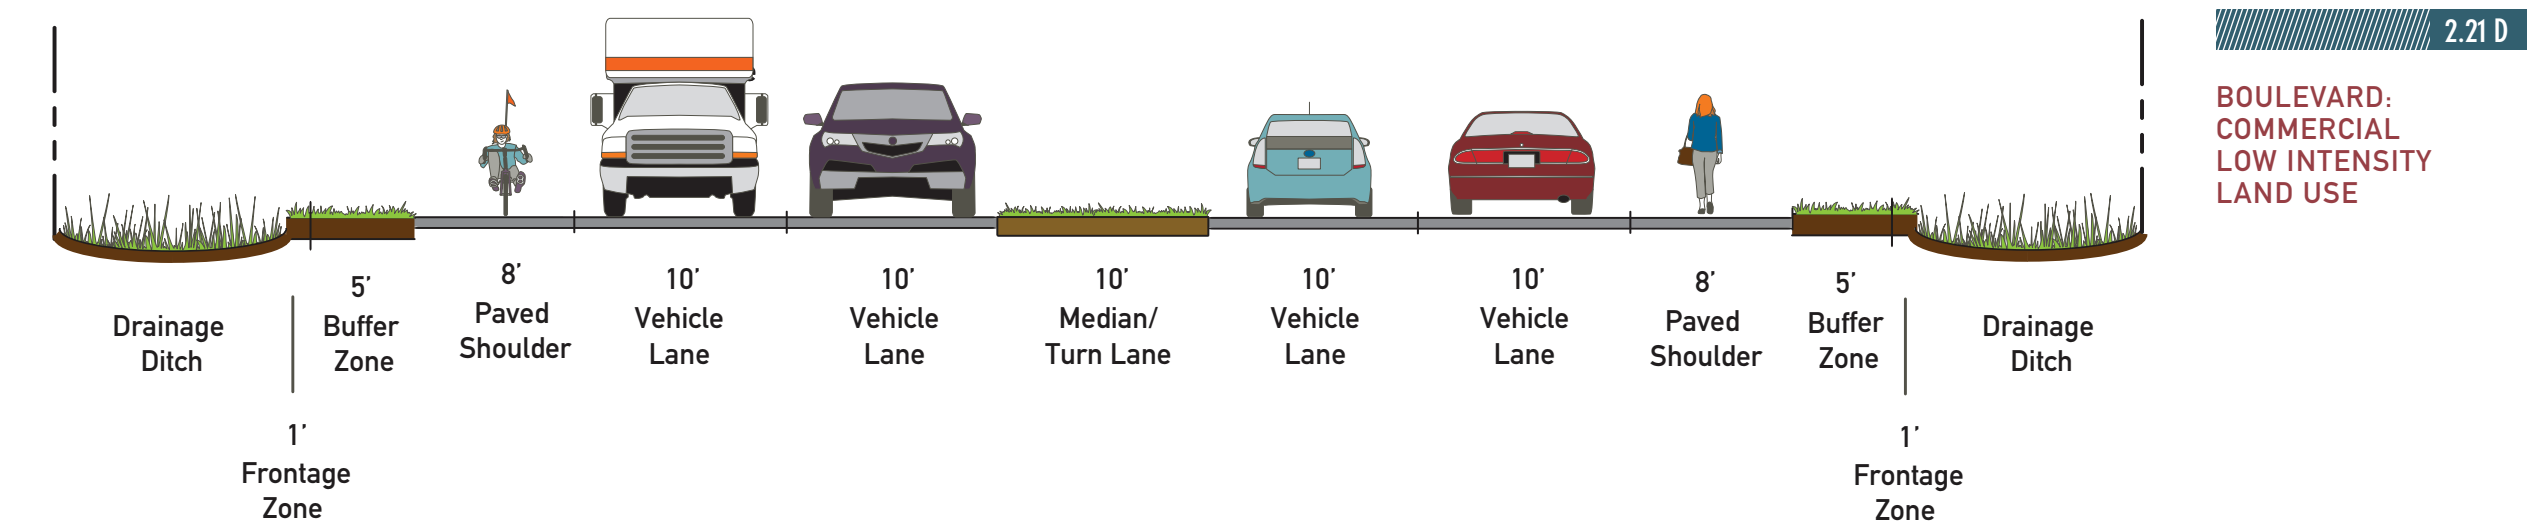 2.21 D
BOULEVARD:
COMMERCIAL
LOW INTENSITY
LAND USE
Drainage
Ditch
1’
Frontage
Zone
5’
Buffer
Zone
8’
Paved
Shoulder
10’
Vehicle
Lane
10’
Vehicle
Lane
10’
Median/
Turn Lane
10’
Vehicle
Lane
10’
Vehicle
Lane
8’
Paved
Shoulder
5’
Buffer
Zone
1’
Frontage
Zone
Drainage
Ditch